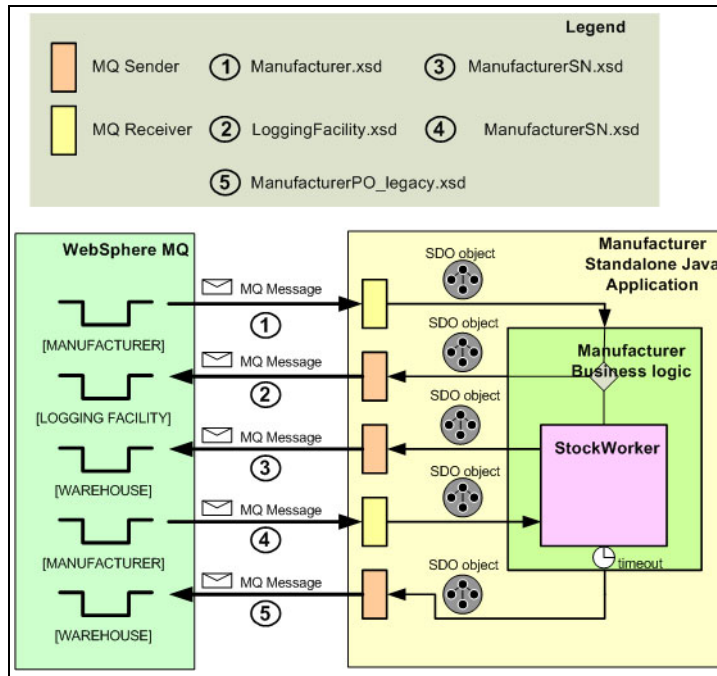 Legend
MQ Sender 1 Manufacturer.xsd 3 ManufacturerSN.xsd
MQ Receiver 2 LoggingFacility.xsd 4 ManufacturerSN.xsd
5 ManufacturerPO_legacy.xsd
WebSphere MQ
Manufacturer
Standalone Java
Application
SDO object
MQ Message
1
[MANUFACTURER]
SDO object
Manufacturer
Business logic
MQ Message
2
[LOGGING FACILITY]
SDO object
MQ Message
3
[WAREHOUSE]
StockWorker
SDO object
MQ Message
4
[MANUFACTURER]
timeout
SDO object
MQ Message
5
[WAREHOUSE]